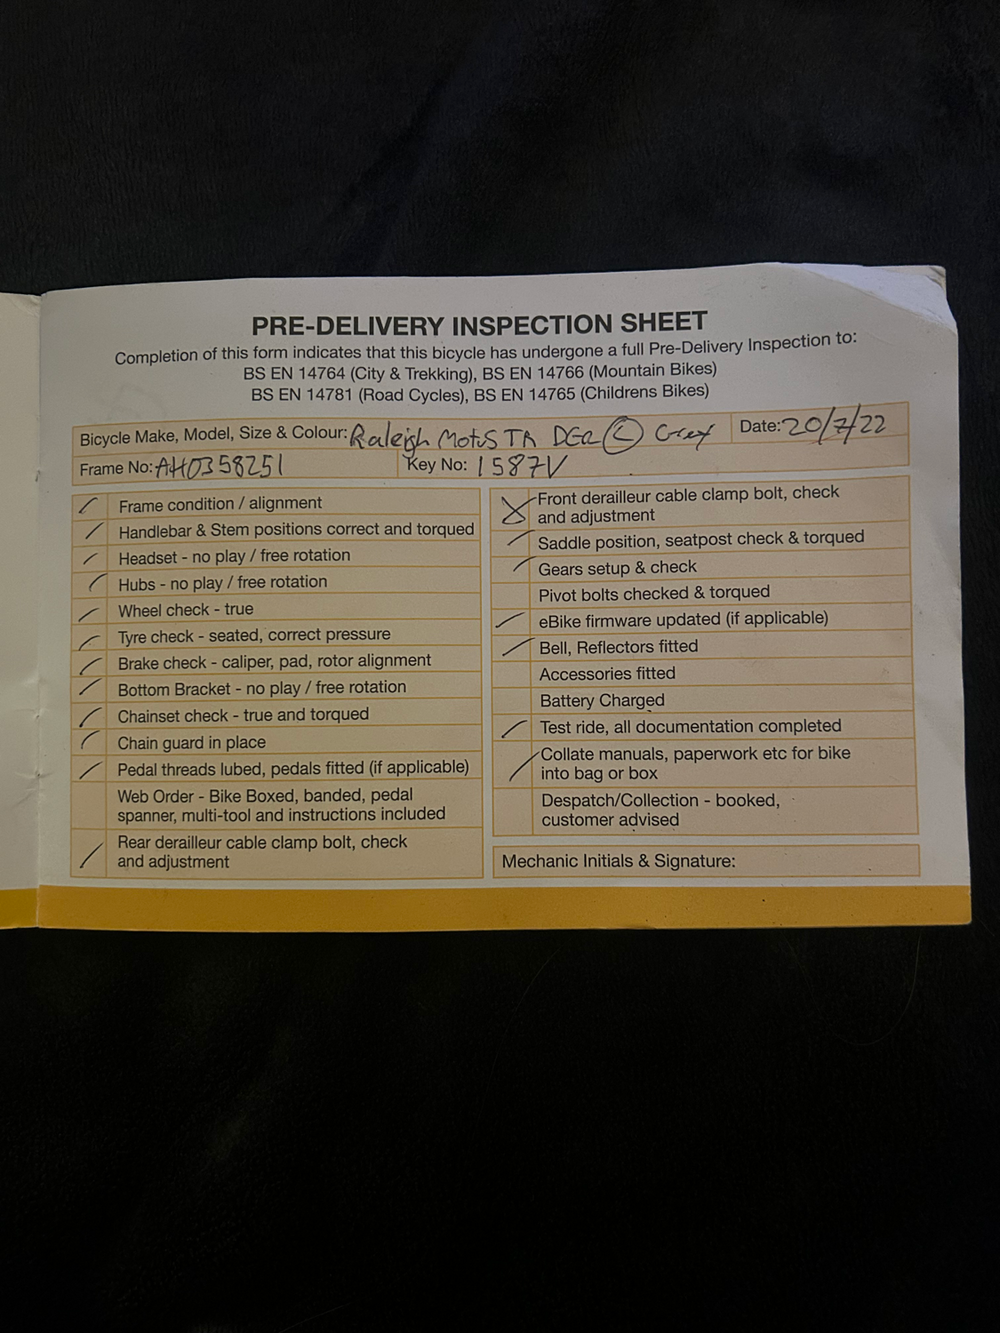 PRE-DELIVERY INSPECTION SHEET
Completion of this form indicates that this bicycle has undergone a full Pre-Delivery Inspection to:
BS EN 14764 (City & Trekking), BS EN 14766 (Mountain Bikes)
BS EN 14781 (Road Cycles), BS EN 14765 (Childrens Bikes)
Bicycle Make, Model, Size & Colour: Raleigh Motus TR DER L Grey Date: 20/7/22
Frame No: AH0358251 Key No: 1587V
Frame condition / alignment
Handlebar & Stem positions correct and torqued
Headset - no play / free rotation
Hubs - no play / free rotation
Wheel check - true
Tyre check - seated, correct pressure
Brake check - caliper, pad, rotor alignment
Bottom Bracket - no play / free rotation
Chainset check - true and torqued
Chain guard in place
Pedal threads lubed, pedals fitted (if applicable)
Web Order - Bike Boxed, banded, pedal
spanner, multi-tool and instructions included
Rear derailleur cable clamp bolt, check
and adjustment
Front derailleur cable clamp bolt, check
and adjustment
Saddle position, seatpost check & torqued
Gears setup & check
Pivot bolts checked & torqued
eBike firmware updated (if applicable)
Bell, Reflectors fitted
Accessories fitted
Battery Charged
Test ride, all documentation completed
Collate manuals, paperwork etc for bike
into bag or box
Despatch/Collection - booked,
customer advised
Mechanic Initials & Signature: